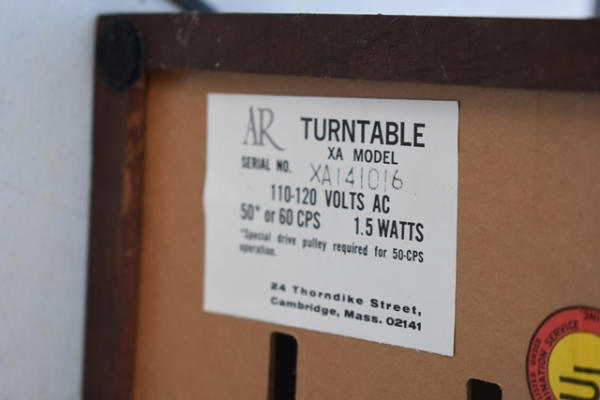 AR TURNTABLE
XA MODEL
SERIAL NO. XA141016
110-120 VOLTS AC
50* or 60 CPS 1.5 WATTS
*Special drive pulley required for 50-CPS
operation.
24 Thorndike Street,
Cambridge, Mass. 02141